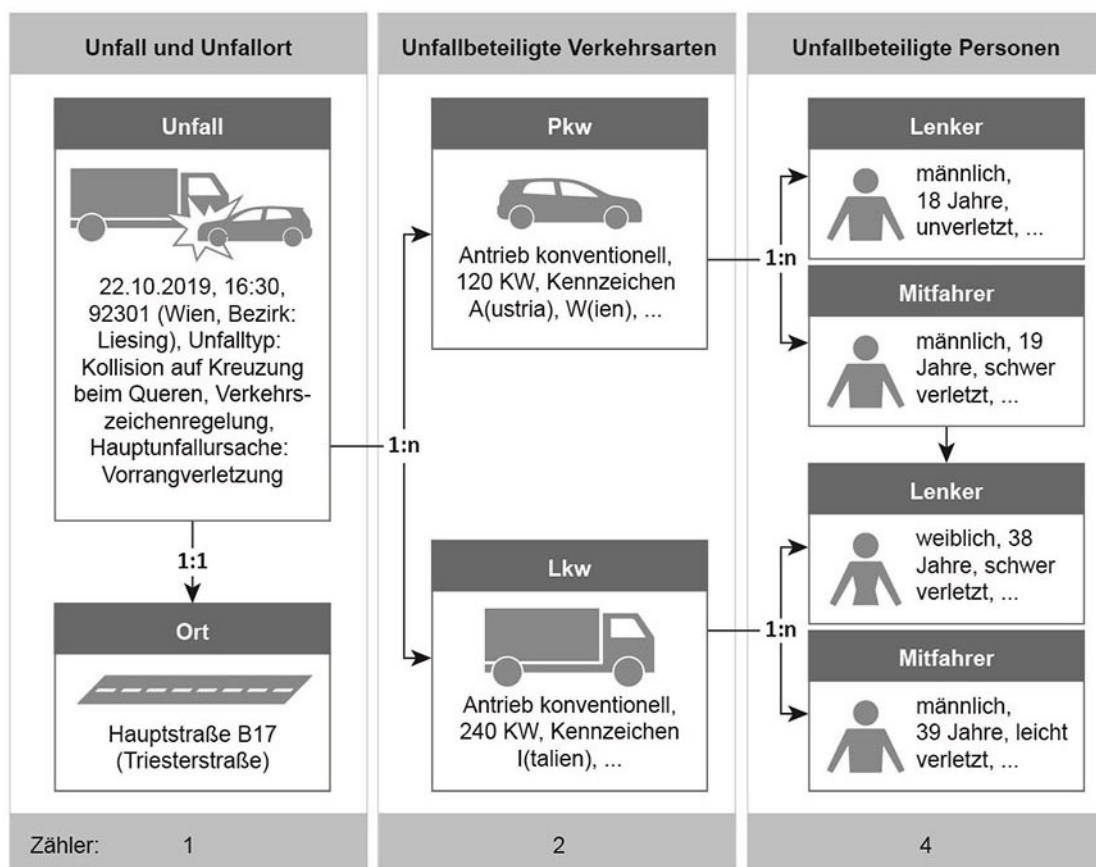 Unfall und Unfallort
Unfall
22.10.2019, 16:30,
92301 (Wien, Bezirk:
Liesing), Unfalltyp:
Kollision auf Kreuzung
beim Queren, Verkehrs-
zeichenregelung,
Hauptunfallursache:
Vorrangverletzung
1:1
Ort
Hauptstraße B17
(Triesterstraße)
1:n
Unfallbeteiligte Verkehrsarten
Pkw
Antrieb konventionell,
120 KW, Kennzeichen
A(ustria), W(ien), ...
Lkw
Antrieb konventionell,
240 KW, Kennzeichen
I(talien), ...
1:n
1:n
Unfallbeteiligte Personen
Lenker
männlich,
18 Jahre,
unverletzt, ...
Mitfahrer
männlich, 19
Jahre, schwer
verletzt, ...
Lenker
weiblich, 38
Jahre, schwer
verletzt, ...
Mitfahrer
männlich,
39 Jahre, leicht
verletzt, ...
Zähler: 1 2 4